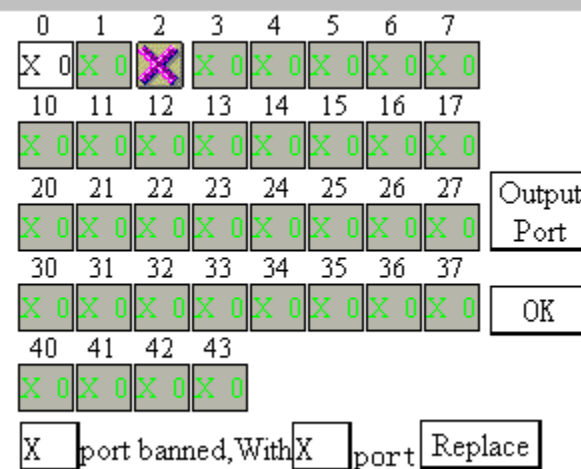 0 1 2 3 4 5 6 7
X 0 X 0 X 0 X 0 X 0 X 0 X 0
10 11 12 13 14 15 16 17
X 0 X 0 X 0 X 0 X 0 X 0 X 0 X 0
20 21 22 23 24 25 26 27
X 0 X 0 X 0 X 0 X 0 X 0 X 0 X 0
Output
Port
30 31 32 33 34 35 36 37
X 0 X 0 X 0 X 0 X 0 X 0 X 0 X 0
OK
40 41 42 43
X 0 X 0 X 0 X 0
X port banned,With X port Replace